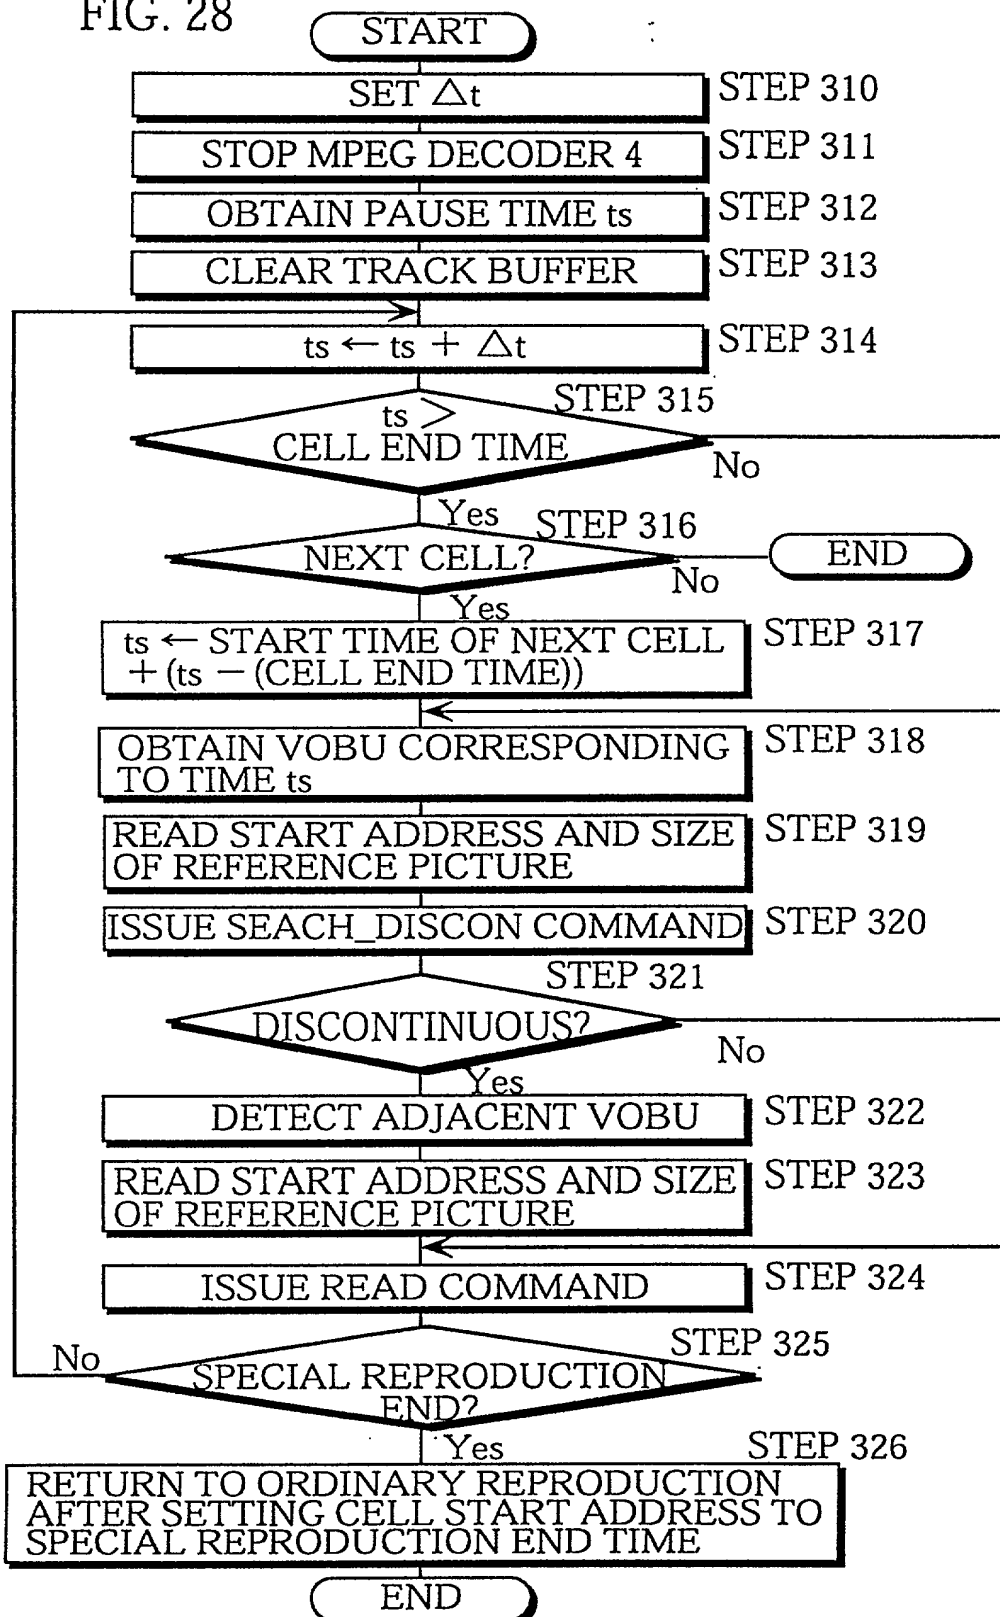 FIG. 28
START
SET △t
STEP 310
STOP MPEG DECODER 4
STEP 311
OBTAIN PAUSE TIME ts
STEP 312
CLEAR TRACK BUFFER
STEP 313
ts ← ts + △t
STEP 314
STEP 315
ts >
CELL END TIME
No
Yes
STEP 316
NEXT CELL?
No
END
Yes
ts ← START TIME OF NEXT CELL
+ (ts − (CELL END TIME))
STEP 317
OBTAIN VOBU CORRESPONDING
TO TIME ts
STEP 318
READ START ADDRESS AND SIZE
OF REFERENCE PICTURE
STEP 319
ISSUE SEACH_DISCON COMMAND
STEP 320
STEP 321
DISCONTINUOUS?
No
Yes
DETECT ADJACENT VOBU
STEP 322
READ START ADDRESS AND SIZE
OF REFERENCE PICTURE
STEP 323
ISSUE READ COMMAND
STEP 324
STEP 325
No
SPECIAL REPRODUCTION
END?
Yes
STEP 326
RETURN TO ORDINARY REPRODUCTION
AFTER SETTING CELL START ADDRESS TO
SPECIAL REPRODUCTION END TIME
END